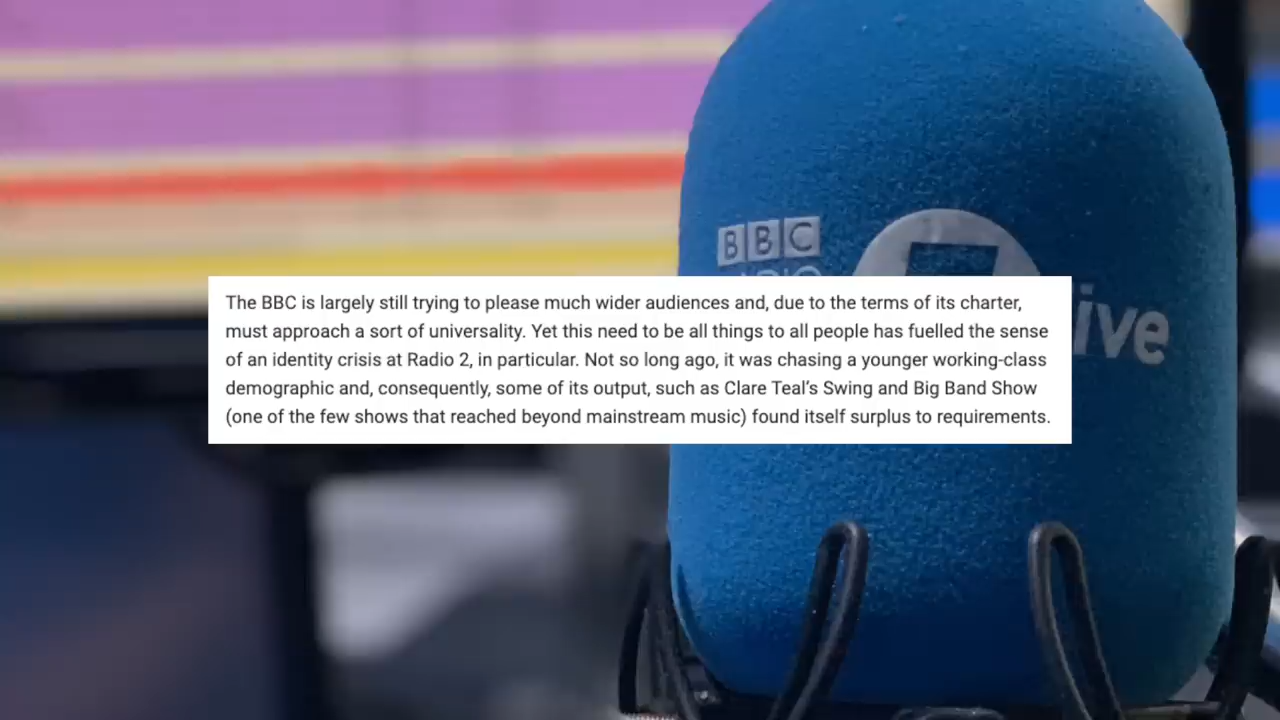 BBC
RADIO
live
The BBC is largely still trying to please much wider audiences and, due to the terms of its charter,
must approach a sort of universality. Yet this need to be all things to all people has fuelled the sense
of an identity crisis at Radio 2, in particular. Not so long ago, it was chasing a younger working-class
demographic and, consequently, some of its output, such as Clare Teal’s Swing and Big Band Show
(one of the few shows that reached beyond mainstream music) found itself surplus to requirements.